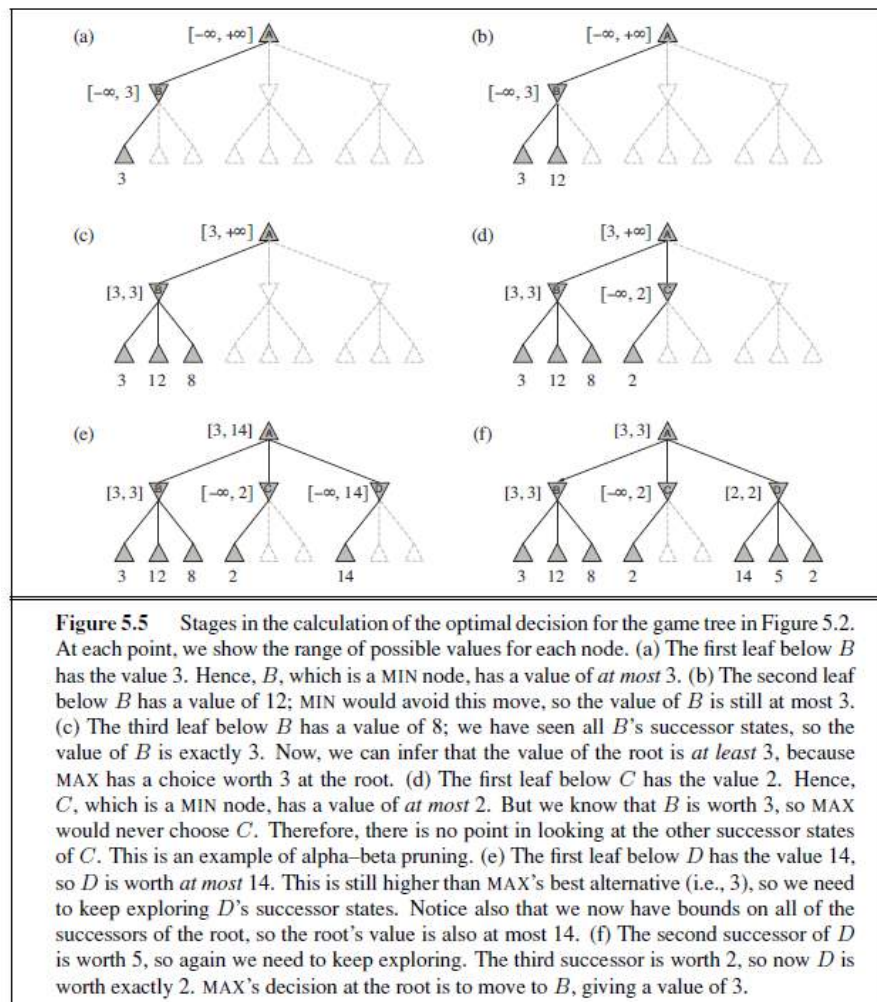 (a) [−∞, +∞] A
[−∞, 3] B
3
(b) [−∞, +∞] A
[−∞, 3] B
3 12
(c) [3, +∞] A
[3, 3] B
3 12 8
(d) [3, +∞] A
[3, 3] B [−∞, 2] C
3 12 8 2
(e) [3, 14] A
[3, 3] B [−∞, 2] C [−∞, 14] D
3 12 8 2 14
(f) [3, 3] A
[3, 3] B [−∞, 2] C [2, 2] D
3 12 8 2 14 5 2
Figure 5.5 Stages in the calculation of the optimal decision for the game tree in Figure 5.2.
At each point, we show the range of possible values for each node. (a) The first leaf below B
has the value 3. Hence, B, which is a MIN node, has a value of at most 3. (b) The second leaf
below B has a value of 12; MIN would avoid this move, so the value of B is still at most 3.
(c) The third leaf below B has a value of 8; we have seen all B's successor states, so the
value of B is exactly 3. Now, we can infer that the value of the root is at least 3, because
MAX has a choice worth 3 at the root. (d) The first leaf below C has the value 2. Hence,
C, which is a MIN node, has a value of at most 2. But we know that B is worth 3, so MAX
would never choose C. Therefore, there is no point in looking at the other successor states
of C. This is an example of alpha–beta pruning. (e) The first leaf below D has the value 14,
so D is worth at most 14. This is still higher than MAX's best alternative (i.e., 3), so we need
to keep exploring D's successor states. Notice also that we now have bounds on all of the
successors of the root, so the root's value is also at most 14. (f) The second successor of D
is worth 5, so again we need to keep exploring. The third successor is worth 2, so now D is
worth exactly 2. MAX's decision at the root is to move to B, giving a value of 3.